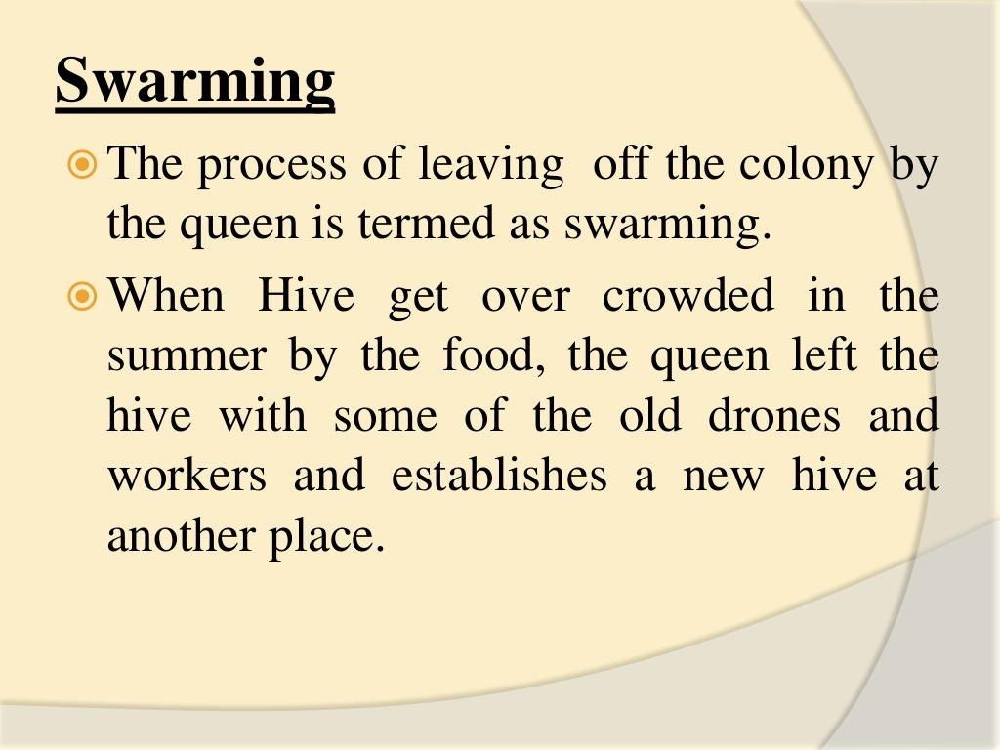 Swarming
The process of leaving  off the colony by
the queen is termed as swarming.
When Hive get over crowded in the
summer by the food, the queen left the
hive with some of the old drones and
workers and establishes a new hive at
another place.